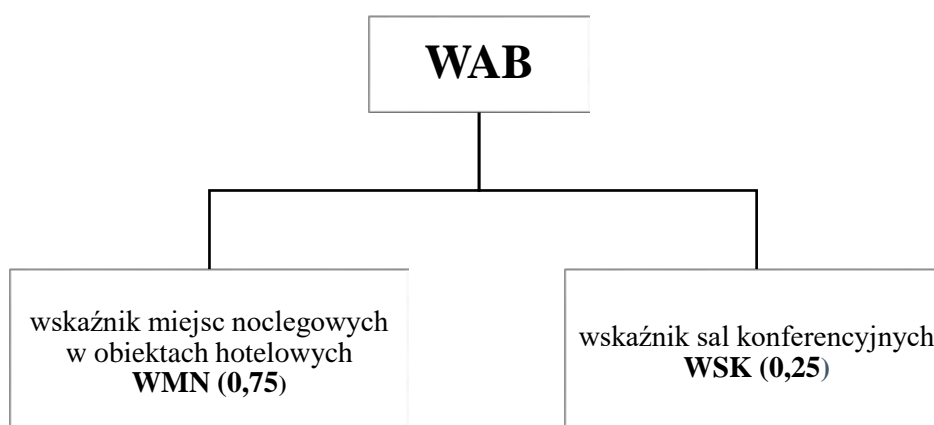 WAB
wskaźnik miejsc noclegowych
w obiektach hotelowych
WMN (0,75)
wskaźnik sal konferencyjnych
WSK (0,25)